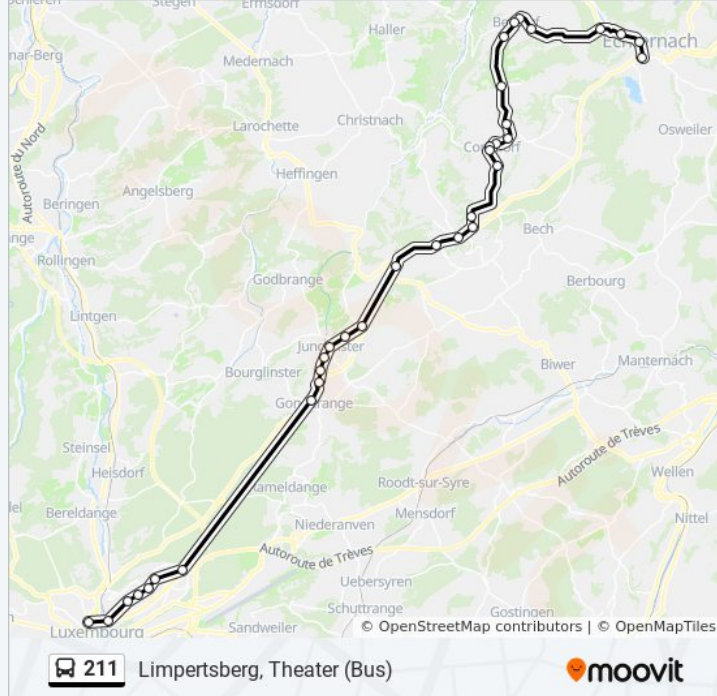 Schieren
Stegen
Ermsdorf
Haller
Medernach
Larochette
Christnach
Osweiler
Heffingen
Autoroute du Nord
Angelsberg
Beringen
Bech
Rollingen
Godbrange
Berbourg
Lintgen
Bourglinster
Biwer
Manternach
Steinsel
Heisdorf
Roodt-sur-Syre
Autoroute de Trèves
Wellen
Bereldange
Niederanven
Mensdorf
Nittel
Autoroute de Trèves
Uebersyren
Schuttrange
Gostingen
Luxembourg
Sandweiler
© OpenStreetMap contributors | © OpenMapTiles
211 Limpertsberg, Theater (Bus)
moovit